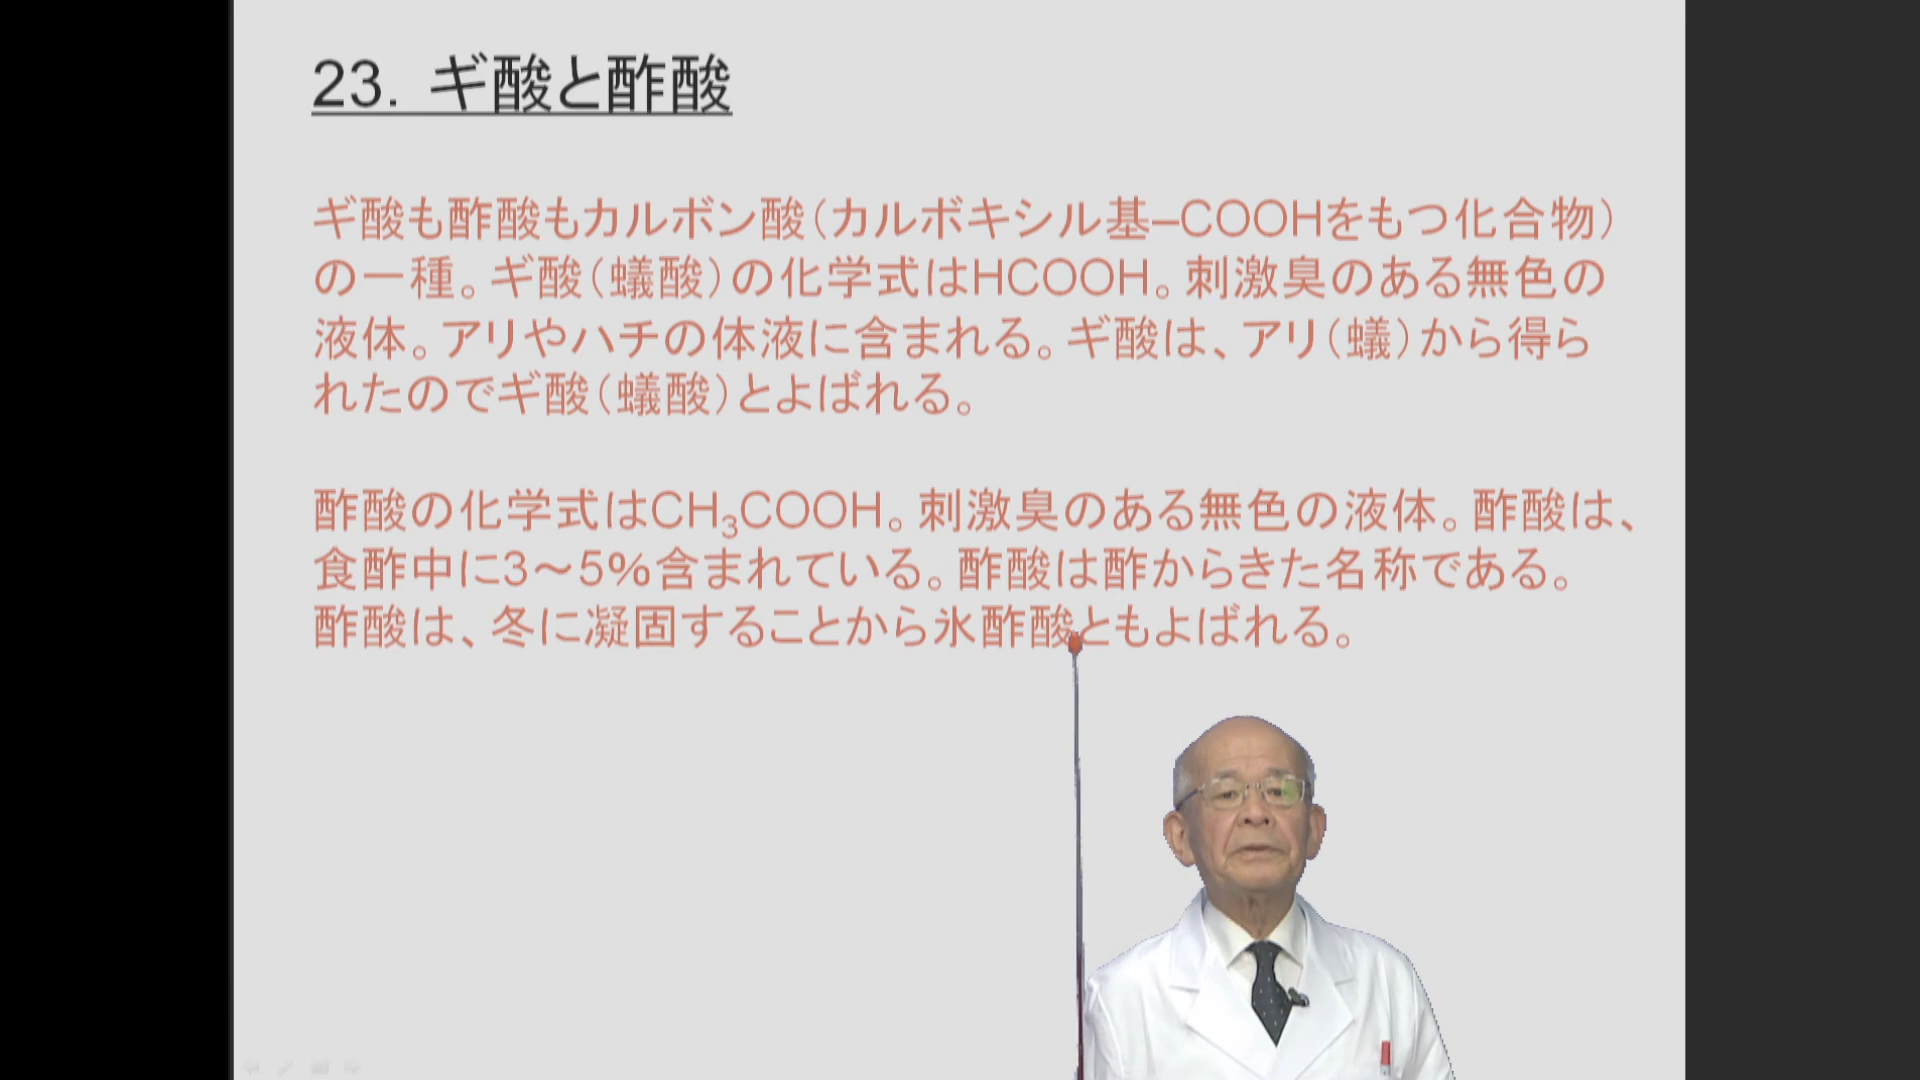 23. ギ酸と酢酸
ギ酸も酢酸もカルボン酸（カルボキシル基–COOHをもつ化合物）
の一種。ギ酸（蟻酸）の化学式はHCOOH。刺激臭のある無色の
液体。アリやハチの体液に含まれる。ギ酸は、アリ（蟻）から得ら
れたのでギ酸（蟻酸）とよばれる。
酢酸の化学式はCH₃COOH。刺激臭のある無色の液体。酢酸は、
食酢中に3～5%含まれている。酢酸は酢からきた名称である。
酢酸は、冬に凝固することから氷酢酸ともよばれる。